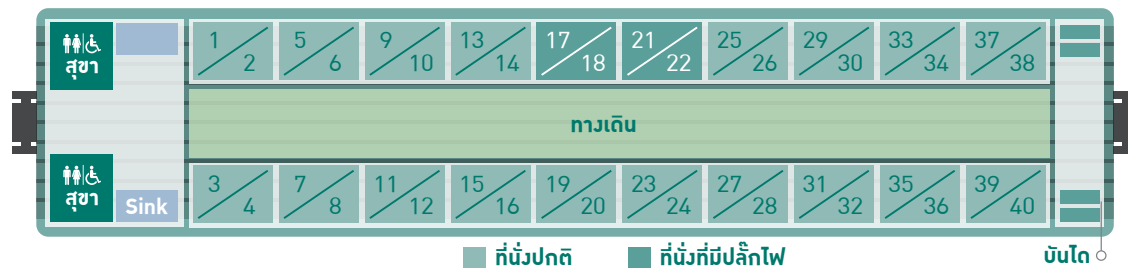 สุขา
1 2 5 6 9 10 13 14 17 18 21 22 25 26 29 30 33 34 37 38
ทางเดิน
สุขา
Sink
3 4 7 8 11 12 15 16 19 20 23 24 27 28 31 32 35 36 39 40
ที่นั่งปกติ
ที่นั่งที่มีปลั๊กไฟ
บันได